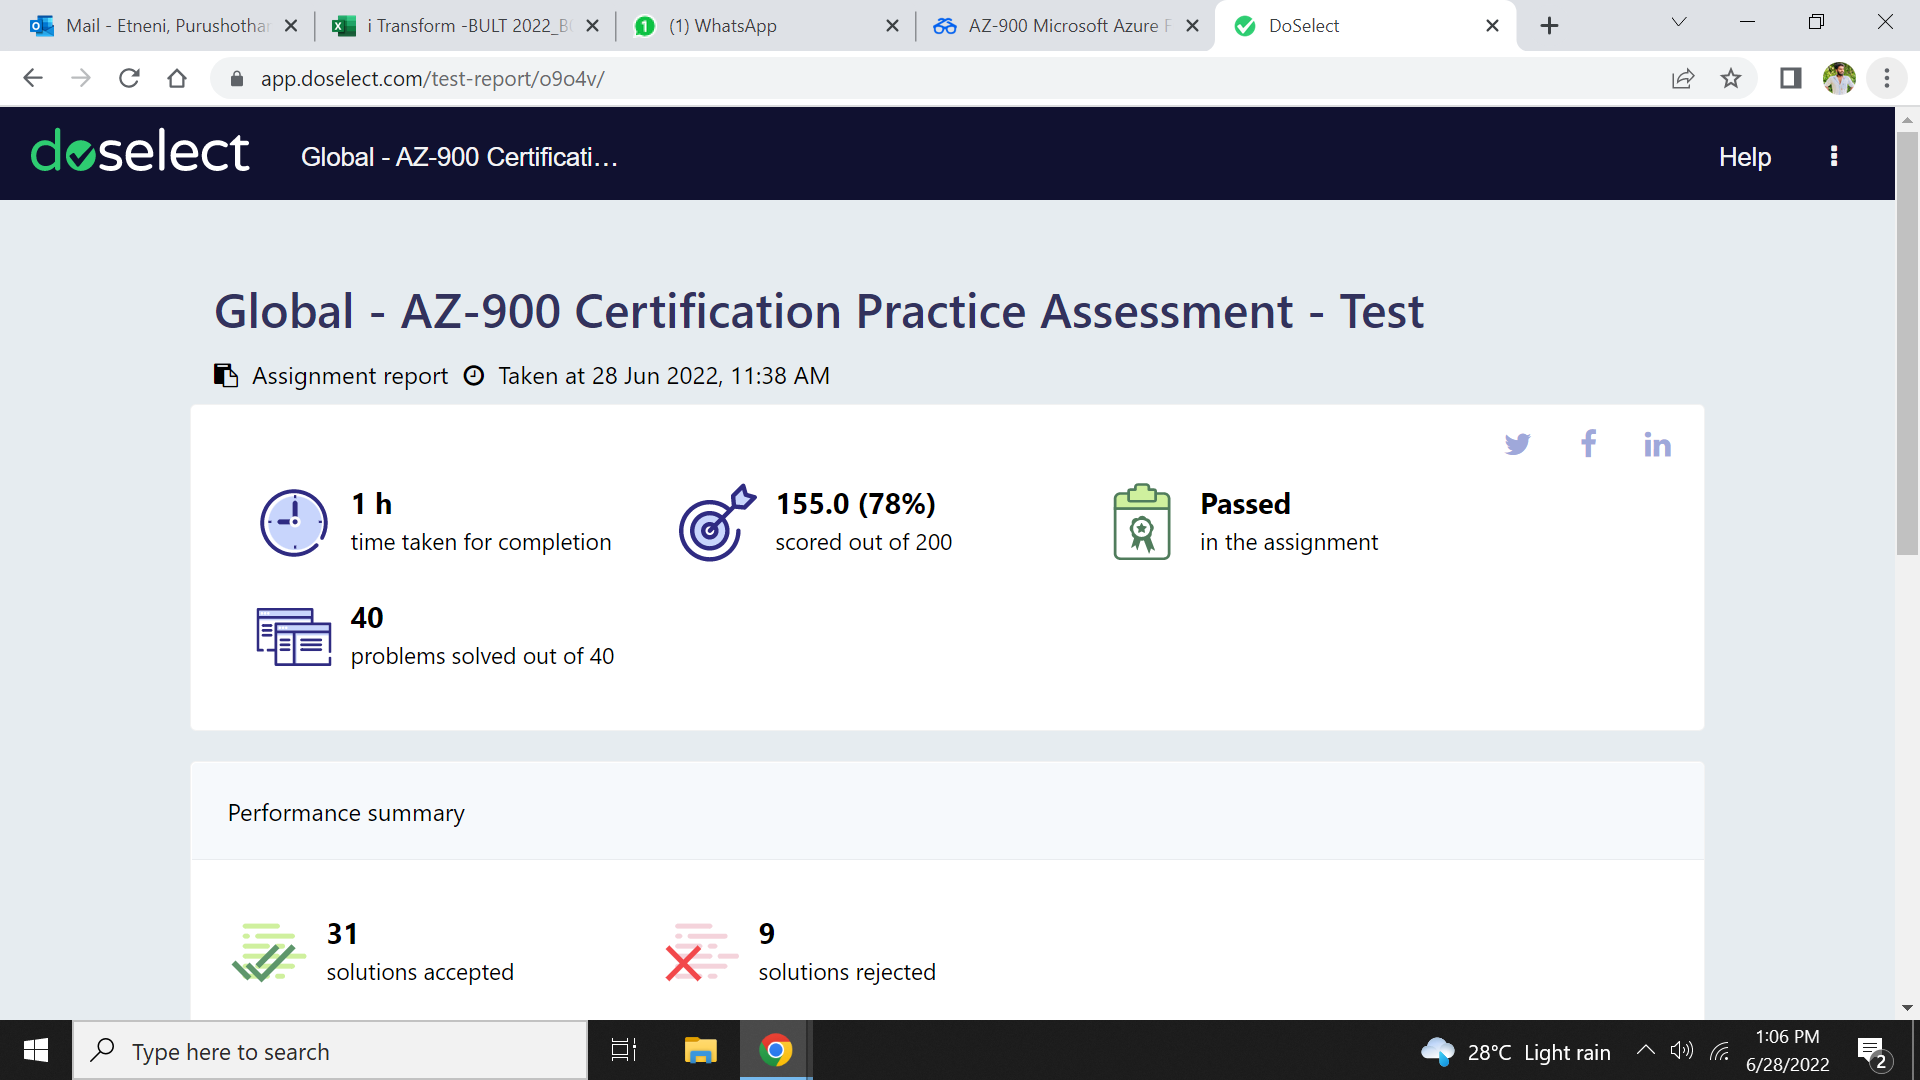 Mail - Etneni, Purushothar
i Transform -BULT 2022_B
1
(1) WhatsApp
AZ-900 Microsoft Azure F
DoSelect
app.doselect.com/test-report/o9o4v/
doselect
Global - AZ-900 Certificati...
Help
Global - AZ-900 Certification Practice Assessment - Test
Assignment report
Taken at 28 Jun 2022, 11:38 AM
1 h
time taken for completion
155.0 (78%)
scored out of 200
Passed
in the assignment
40
problems solved out of 40
Performance summary
31
solutions accepted
9
solutions rejected
Type here to search
28°C Light rain
1:06 PM
6/28/2022
2